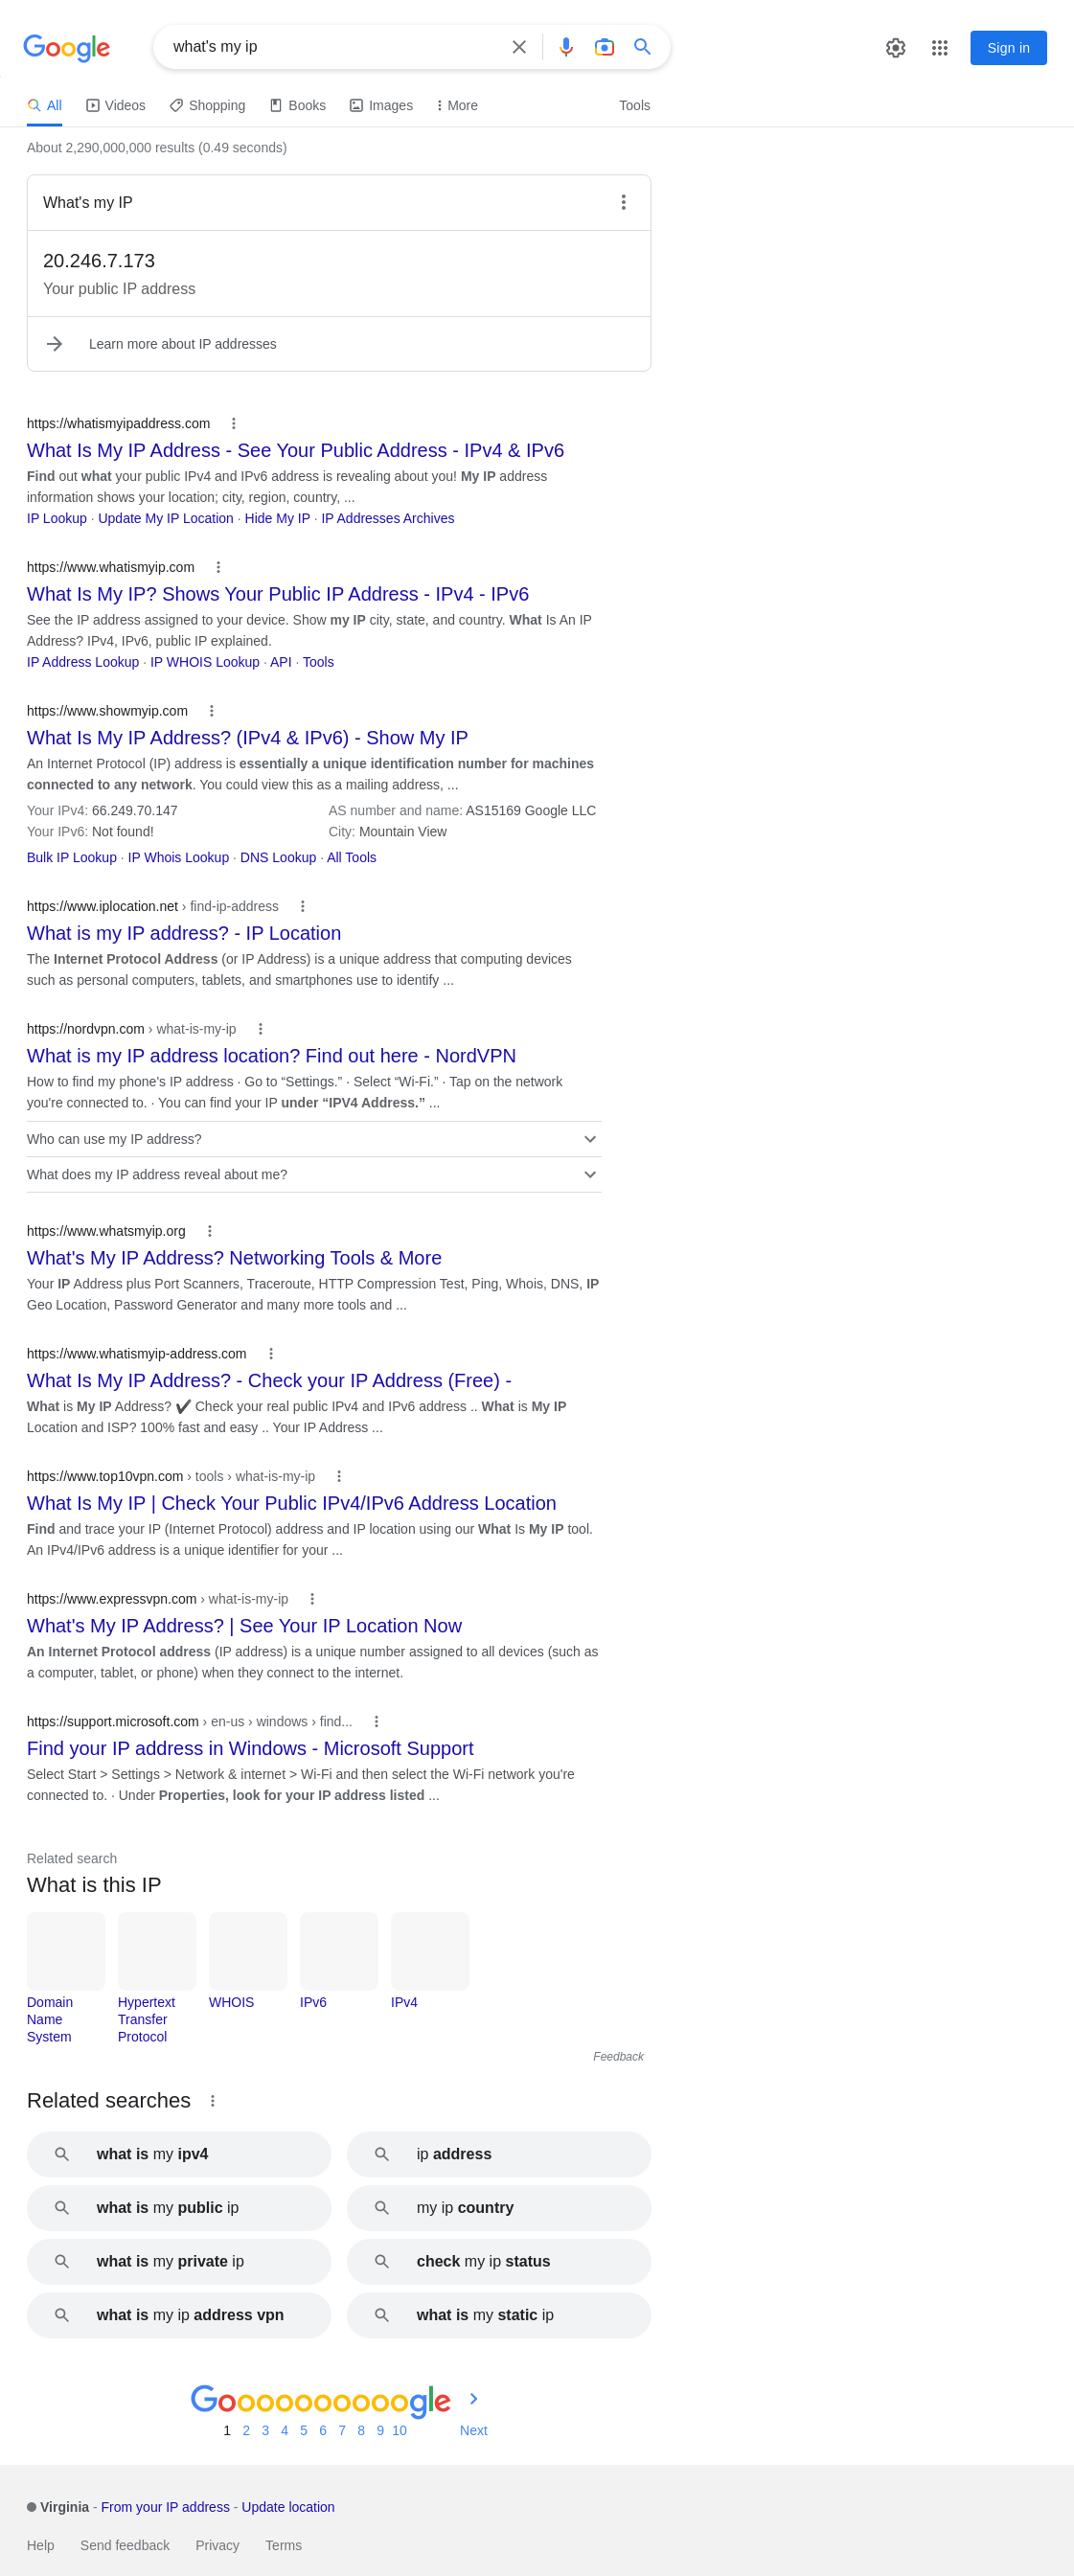 Google
what's my ip
Sign in
All Videos Shopping Books Images More Tools
About 2,290,000,000 results (0.49 seconds)
What's my IP
20.246.7.173
Your public IP address
Learn more about IP addresses
https://whatismyipaddress.com
What Is My IP Address - See Your Public Address - IPv4 & IPv6
Find out what your public IPv4 and IPv6 address is revealing about you! My IP address
information shows your location; city, region, country, ...
IP Lookup · Update My IP Location · Hide My IP · IP Addresses Archives
https://www.whatismyip.com
What Is My IP? Shows Your Public IP Address - IPv4 - IPv6
See the IP address assigned to your device. Show my IP city, state, and country. What Is An IP
Address? IPv4, IPv6, public IP explained.
IP Address Lookup · IP WHOIS Lookup · API · Tools
https://www.showmyip.com
What Is My IP Address? (IPv4 & IPv6) - Show My IP
An Internet Protocol (IP) address is essentially a unique identification number for machines
connected to any network. You could view this as a mailing address, ...
Your IPv4: 66.249.70.147 AS number and name: AS15169 Google LLC
Your IPv6: Not found! City: Mountain View
Bulk IP Lookup · IP Whois Lookup · DNS Lookup · All Tools
https://www.iplocation.net › find-ip-address
What is my IP address? - IP Location
The Internet Protocol Address (or IP Address) is a unique address that computing devices
such as personal computers, tablets, and smartphones use to identify ...
https://nordvpn.com › what-is-my-ip
What is my IP address location? Find out here - NordVPN
How to find my phone's IP address · Go to “Settings.” · Select “Wi-Fi.” · Tap on the network
you're connected to. · You can find your IP under “IPV4 Address.” ...
Who can use my IP address?
What does my IP address reveal about me?
https://www.whatsmyip.org
What's My IP Address? Networking Tools & More
Your IP Address plus Port Scanners, Traceroute, HTTP Compression Test, Ping, Whois, DNS, IP
Geo Location, Password Generator and many more tools and ...
https://www.whatismyip-address.com
What Is My IP Address? - Check your IP Address (Free) -
What is My IP Address? ✔️ Check your real public IPv4 and IPv6 address .. What is My IP
Location and ISP? 100% fast and easy .. Your IP Address ...
https://www.top10vpn.com › tools › what-is-my-ip
What Is My IP | Check Your Public IPv4/IPv6 Address Location
Find and trace your IP (Internet Protocol) address and IP location using our What Is My IP tool.
An IPv4/IPv6 address is a unique identifier for your ...
https://www.expressvpn.com › what-is-my-ip
What's My IP Address? | See Your IP Location Now
An Internet Protocol address (IP address) is a unique number assigned to all devices (such as
a computer, tablet, or phone) when they connect to the internet.
https://support.microsoft.com › en-us › windows › find...
Find your IP address in Windows - Microsoft Support
Select Start > Settings > Network & internet > Wi-Fi and then select the Wi-Fi network you're
connected to. · Under Properties, look for your IP address listed ...
Related search
What is this IP
Domain Name System
Hypertext Transfer Protocol
WHOIS
IPv6
IPv4
Feedback
Related searches
what is my ipv4
ip address
what is my public ip
my ip country
what is my private ip
check my ip status
what is my ip address vpn
what is my static ip
Goooooooooogle
1 2 3 4 5 6 7 8 9 10 Next
Virginia - From your IP address - Update location
Help Send feedback Privacy Terms